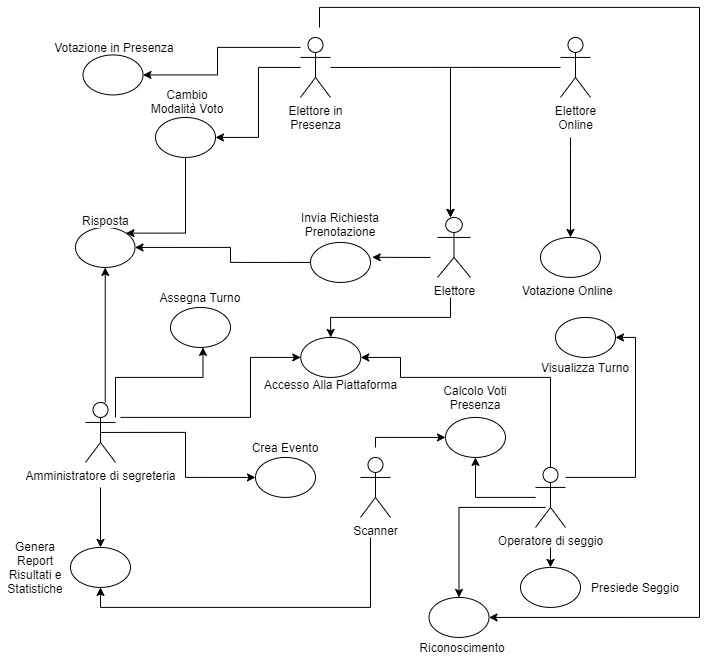 Votazione in Presenza
Cambio
Modalità Voto
Elettore in
Presenza
Elettore
Online
Risposta
Invia Richiesta
Prenotazione
Elettore
Votazione Online
Assegna Turno
Visualizza Turno
Accesso Alla Piattaforma
Calcolo Voti
Presenza
Amministratore di segreteria
Crea Evento
Scanner
Operatore di seggio
Genera
Report
Risultati e
Statistiche
Presiede Seggio
Riconoscimento